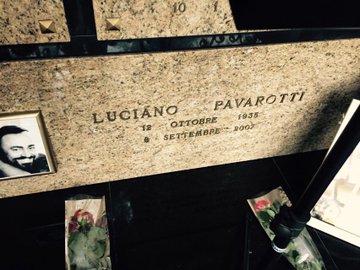 LUCIANO PAVAROTTI
12 OTTOBRE 1935
6 SETTEMBRE 2007